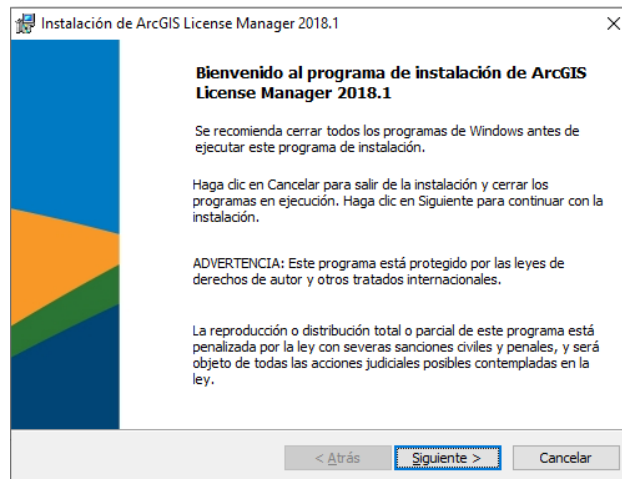 Instalación de ArcGIS License Manager 2018.1
Bienvenido al programa de instalación de ArcGIS
License Manager 2018.1
Se recomienda cerrar todos los programas de Windows antes de
ejecutar este programa de instalación.
Haga clic en Cancelar para salir de la instalación y cerrar los
programas en ejecución. Haga clic en Siguiente para continuar con la
instalación.
ADVERTENCIA: Este programa está protegido por las leyes de
derechos de autor y otros tratados internacionales.
La reproducción o distribución total o parcial de este programa está
penalizada por la ley con severas sanciones civiles y penales, y será
objeto de todas las acciones judiciales posibles contempladas en la
ley.
< Atrás Siguiente > Cancelar